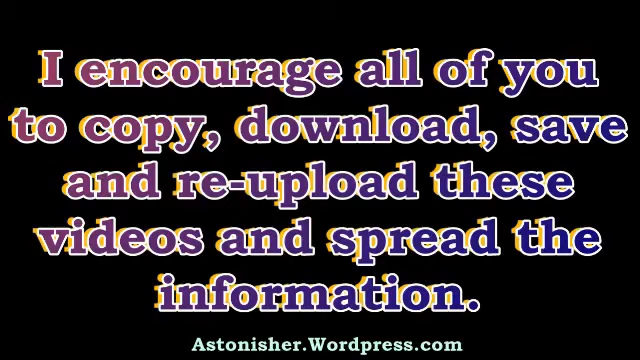 I encourage all of you
to copy, download, save
and re-upload these
videos and spread the
information.
Astonisher.Wordpress.com